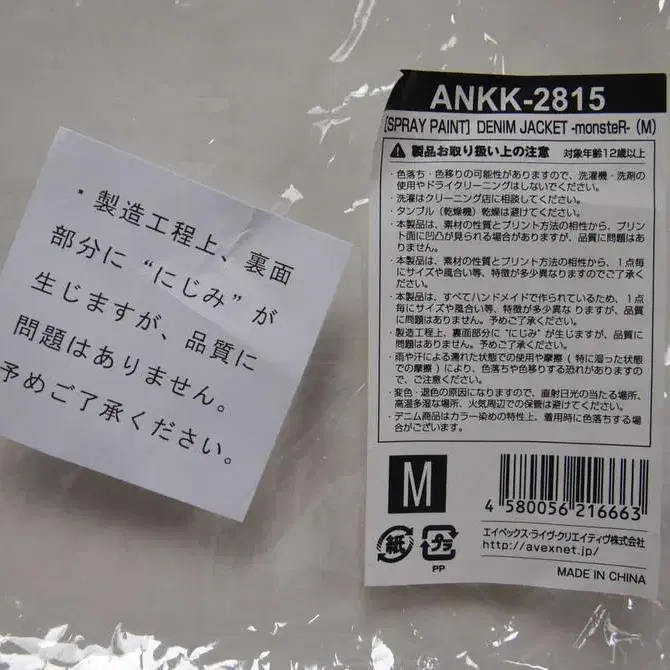 ・製造工程上、裏面
部分に“にじみ”が
生じますが、品質に
問題はありません。
予めご了承ください。
ANKK-2815
[SPRAY PAINT] DENIM JACKET -monsteR- (M)
製品お取り扱い上の注意 対象年齢12歳以上
・色落ち・色移りの可能性がありますので、洗濯機・洗剤の
使用やドライクリーニングはしないでください。
・洗濯はクリーニング店に相談してください。
・タンブル(乾燥機)乾燥は避けてください。
・本製品は、素材の性質とプリント方法の相性から、プリン
ト面に凹凸が見られる場合がありますが、品質に問題はあり
ません。
・本製品は、素材の性質とプリント方法の相性から、1点毎
にサイズや風合い等、特徴が多少異なりますのでご了承くだ
さい。
・本製品は、すべてハンドメイドで作られているため、1点
毎にサイズや風合い等、特徴が多少異な りますが、品質に
問題はありません。予めご了承ください。
・製造工程上、裏面部分に“にじみ”が生じますが、品質に
問題はありません。予めご了承ください。
・雨や汗による濡れた状態での使用や摩擦(特に湿った状態
での摩擦)により、色落ちや色移りする恐れがありますの
で、ご注意ください。
・変色・退色の原因になりますので、直射日光の当たる場所、
高温多湿な場所、火気周辺での保管は避けてください。
・デニム商品はカラー染めの特性上、着用時に色落ちする場
合がございます。
M
4 580056 216663
紙
プラ
PP
エイベックス・ライヴ・クリエイティヴ株式会社
http://avexnet.jp/
MADE IN CHINA